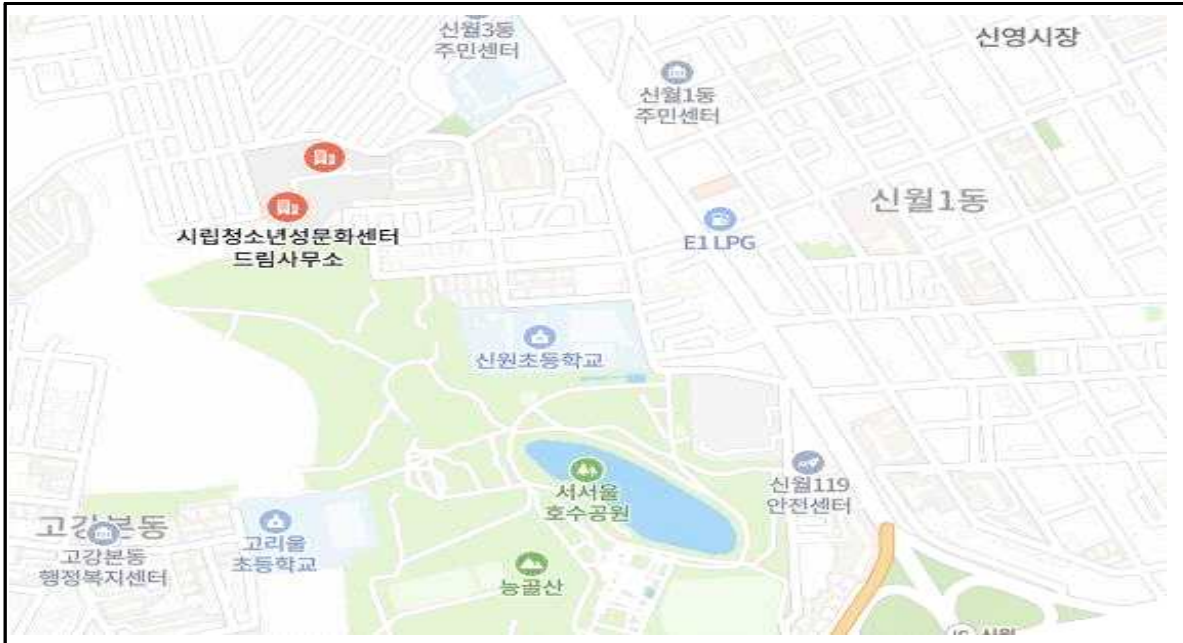 신월3동
주민센터
신영시장
신월1동
주민센터
신월1동
E1 LPG
시립청소년성문화센터
드림사무소
신원초등학교
서서울
호수공원
신월119
안전센터
고강본동
고강본동
행정복지센터
고리울
초등학교
능골산